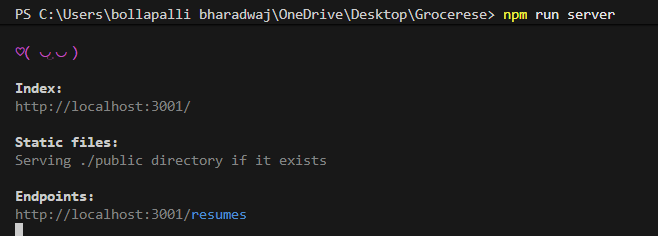 PS C:\Users\bollapalli bharadwaj\OneDrive\Desktop\Grocerese> npm run server
♡( ◡‿◡ )
Index:
http://localhost:3001/
Static files:
Serving ./public directory if it exists
Endpoints:
http://localhost:3001/resumes